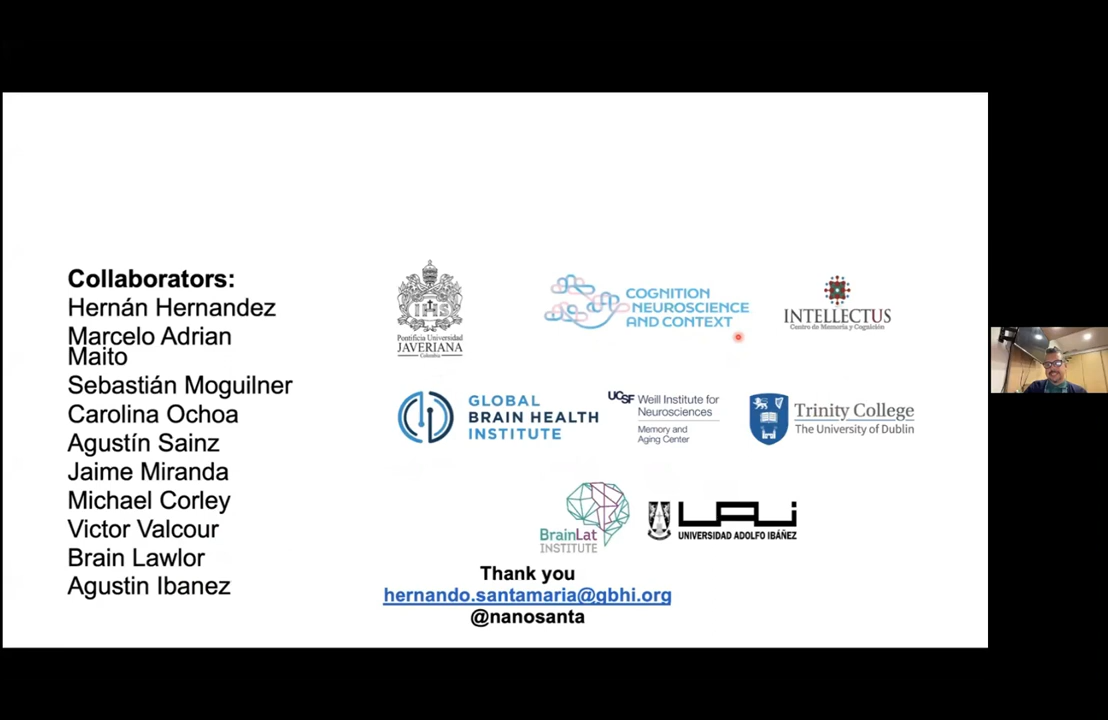 Collaborators:
Hernán Hernandez
Marcelo Adrian
Maito
Sebastián Moguilner
Carolina Ochoa
Agustín Sainz
Jaime Miranda
Michael Corley
Victor Valcour
Brain Lawlor
Agustin Ibanez
IHS
Pontificia Universidad
JAVERIANA
Colombia
COGNITION
NEUROSCIENCE
AND CONTEXT
INTELLECTUS
Centro de Memoria y Cognición
GLOBAL
BRAIN HEALTH
INSTITUTE
UCSF Weill Institute for
Neurosciences
Memory and
Aging Center
Trinity College
The University of Dublin
BrainLat
INSTITUTE
UAI
UNIVERSIDAD ADOLFO IBÁÑEZ
Thank you
hernando.santamaria@gbhi.org
@nanosanta